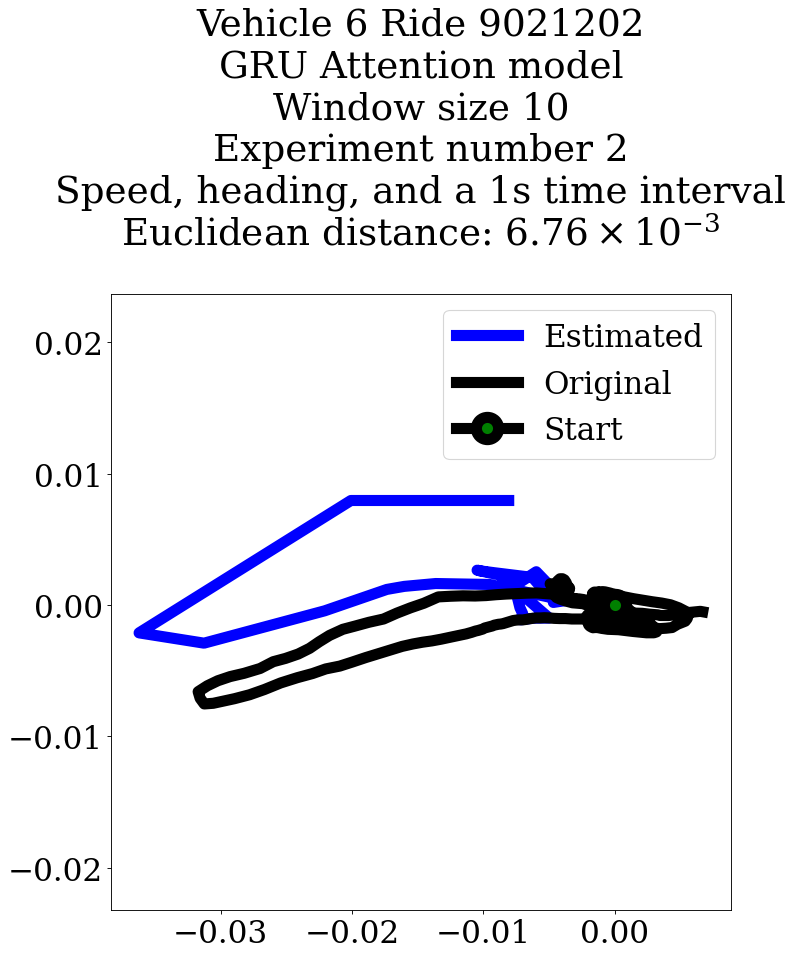 Vehicle 6 Ride 9021202
GRU Attention model
Window size 10
Experiment number 2
Speed, heading, and a 1s time interval
Euclidean distance: 6.76 × 10⁻³
Estimated
Original
Start
0.02
0.01
0.00
−0.01
−0.02
−0.03 −0.02 −0.01 0.00